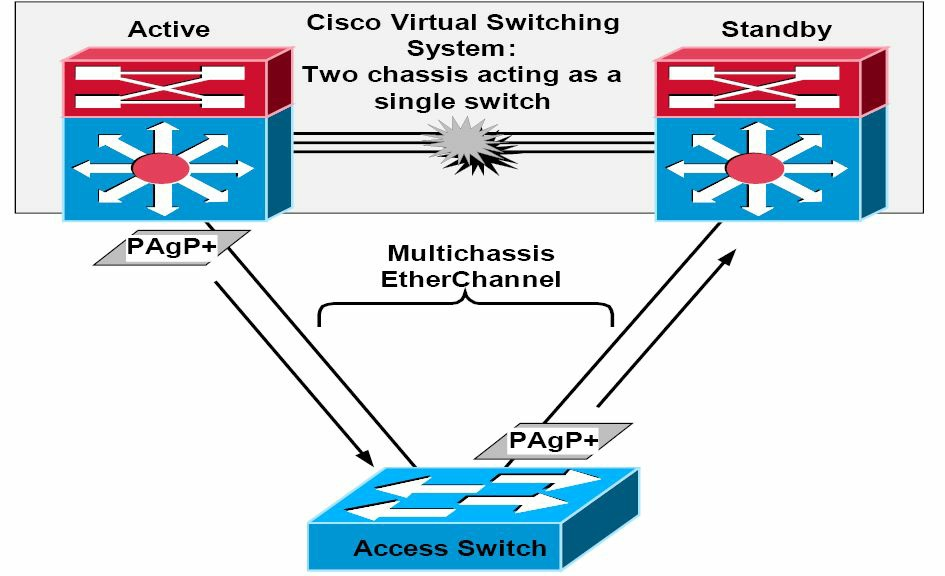 Active
Cisco Virtual Switching
System:
Two chassis acting as a
single switch
Standby
PAgP+
Multichassis
EtherChannel
PAgP+
Access Switch